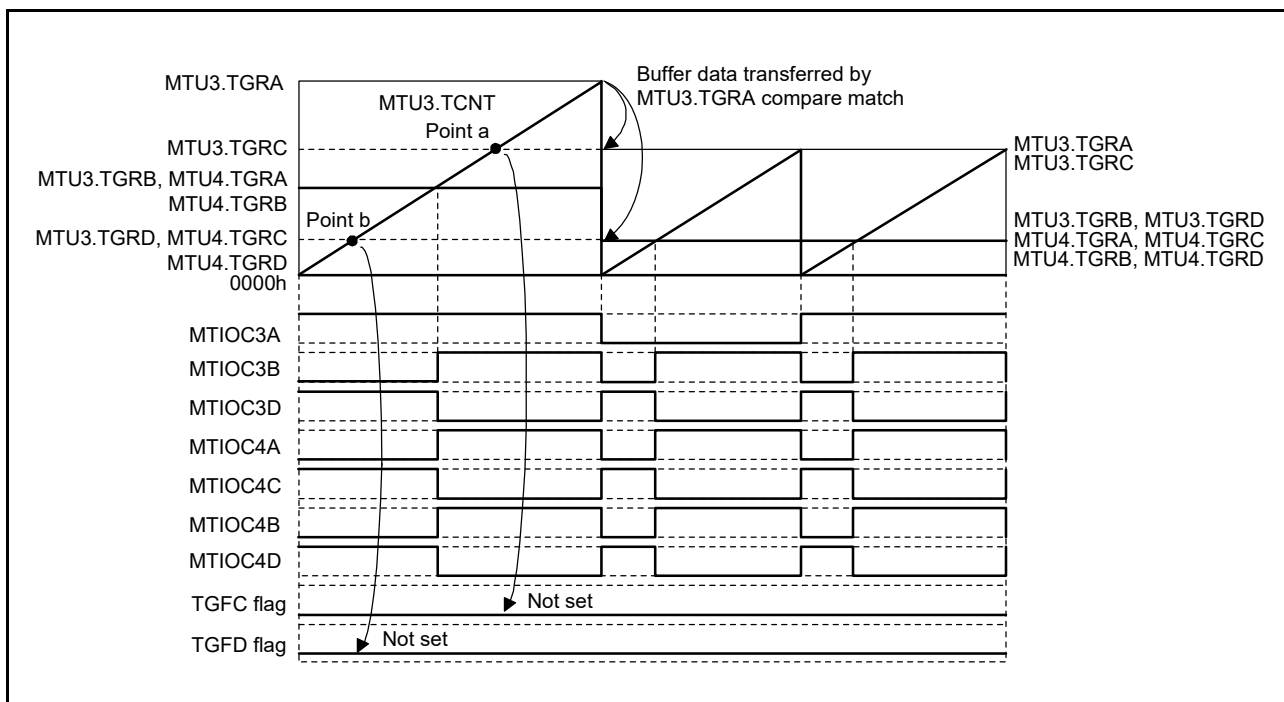 MTU3.TGRA
MTU3.TCNT
Point a
Buffer data transferred by
MTU3.TGRA compare match
MTU3.TGRC
MTU3.TGRA
MTU3.TGRC
MTU3.TGRB, MTU4.TGRA
MTU4.TGRB
Point b
MTU3.TGRD, MTU4.TGRC
MTU4.TGRD
0000h
MTU3.TGRB, MTU3.TGRD
MTU4.TGRA, MTU4.TGRC
MTU4.TGRB, MTU4.TGRD
MTIOC3A
MTIOC3B
MTIOC3D
MTIOC4A
MTIOC4C
MTIOC4B
MTIOC4D
TGFC flag
Not set
TGFD flag
Not set